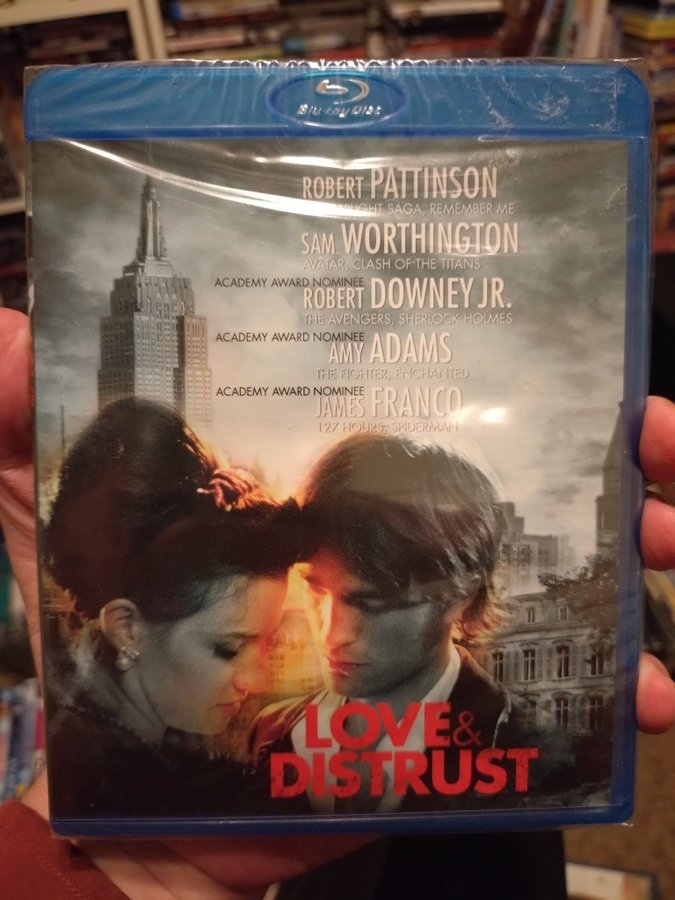 Blu-ray Disc
ROBERT PATTINSON
SAGA, REMEMBER ME
SAM WORTHINGTON
AVATAR, CLASH OF THE TITANS
ACADEMY AWARD NOMINEE
ROBERT DOWNEY JR.
THE AVENGERS, SHERLOCK HOLMES
ACADEMY AWARD NOMINEE
AMY ADAMS
THE FIGHTER, ENCHANTED
ACADEMY AWARD NOMINEE
JAMES FRANCO
127 HOURS, SPIDERMAN
LOVE &
DISTRUST